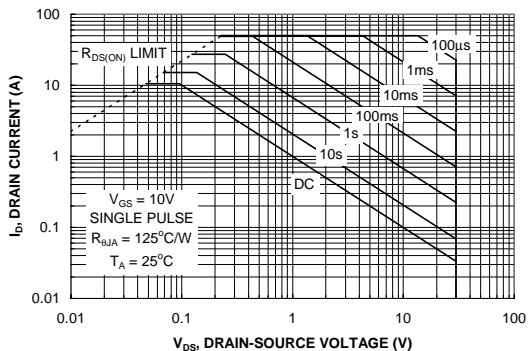 100
10
1
0.1
0.01
I_D, DRAIN CURRENT (A)
R_DS(ON) LIMIT
100µs
1ms
10ms
100ms
1s
10s
DC
V_GS = 10V
SINGLE PULSE
R_θJA = 125°C/W
T_A = 25°C
0.01
0.1
1
10
100
V_DS, DRAIN-SOURCE VOLTAGE (V)